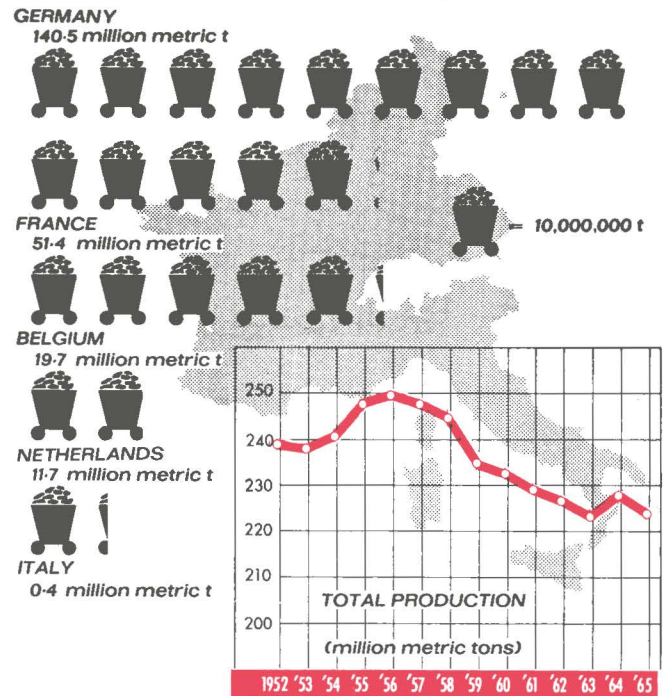 GERMANY
140·5 million metric t
FRANCE
51·4 million metric t
= 10,000,000 t
BELGIUM
19·7 million metric t
NETHERLANDS
11·7 million metric t
ITALY
0·4 million metric t
250
240
230
220
210
200
TOTAL PRODUCTION
(million metric tons)
1952 '53 '54 '55 '56 '57 '58 '59 '60 '61 '62 '63 '64 '65